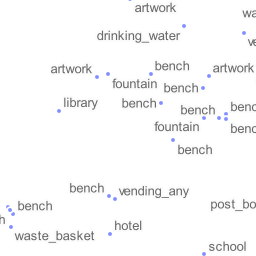 artwork
wa
drinking_water
ve
artwork
bench
artwork
fountain
bench
library
bench
bench
benc
fountain
benc
bench
bench
vending_any
bench
post_bo
h
waste_basket
hotel
school